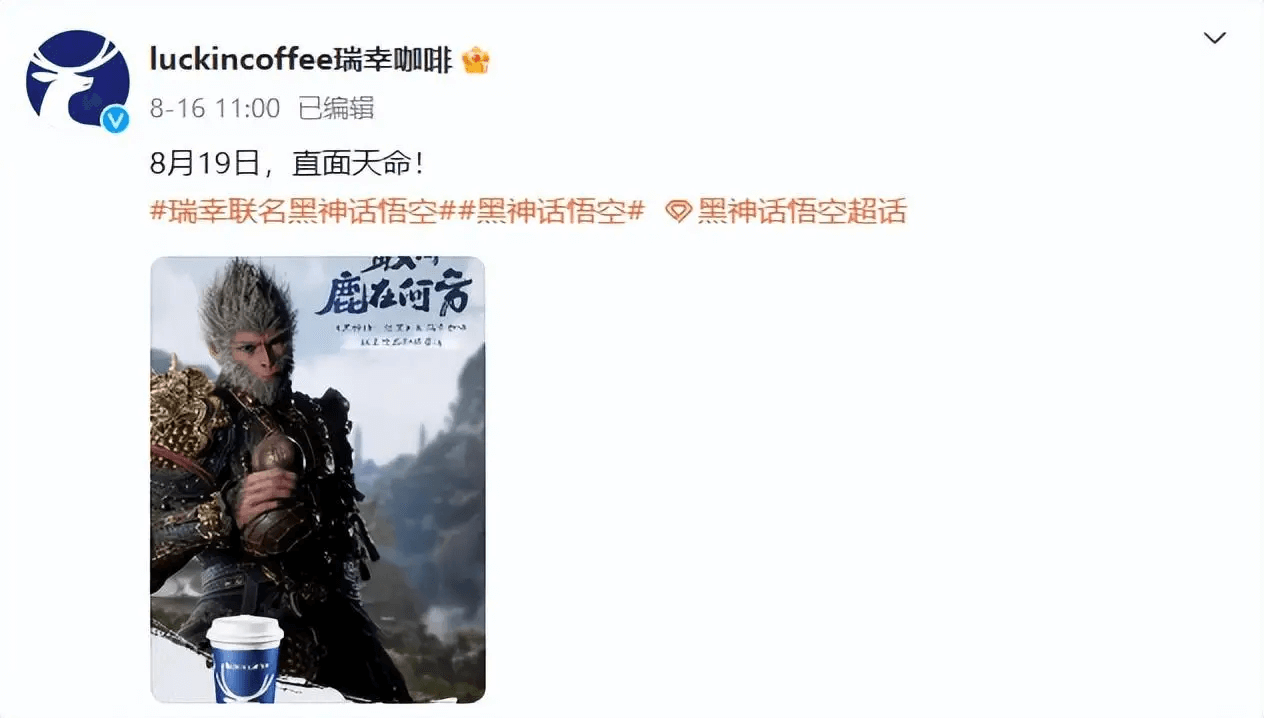 luckincoffee瑞幸咖啡
8-16 11:00 已编辑
8月19日，直面天命！
#瑞幸联名黑神话悟空##黑神话悟空# 黑神话悟空超话
鹿在何方